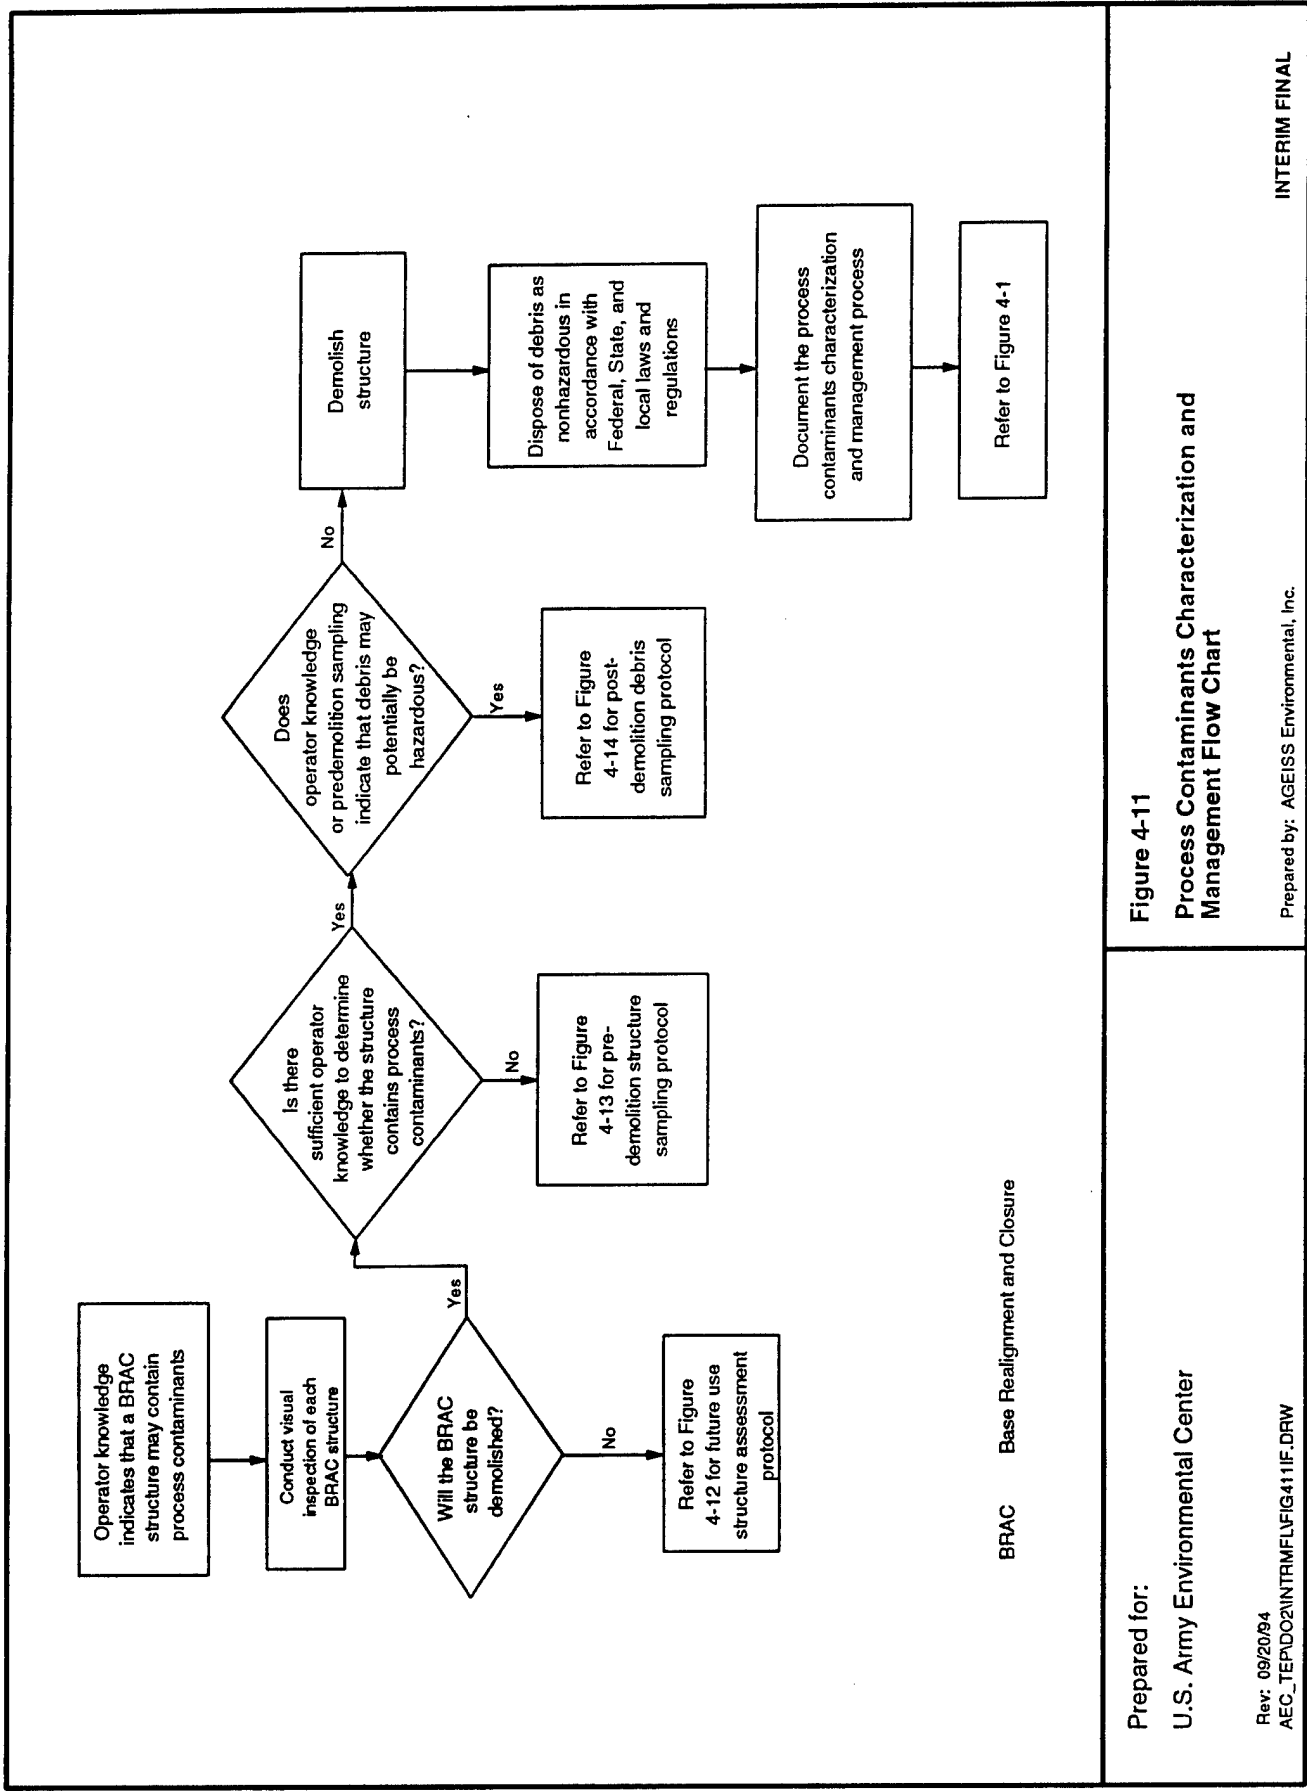 Operator knowledge
indicates that a BRAC
structure may contain
process contaminants
Conduct visual
inspection of each
BRAC structure
Will the BRAC
structure be
demolished?
Yes
No
Refer to Figure
4-12 for future use
structure assessment
protocol
Is there
sufficient operator
knowledge to determine
whether the structure
contains process
contaminants?
Yes
No
Refer to Figure
4-13 for pre-
demolition structure
sampling protocol
Does
operator knowledge
or predemolition sampling
indicate that debris may
potentially be
hazardous?
No
Yes
Refer to Figure
4-14 for post-
demolition debris
sampling protocol
Demolish
structure
Dispose of debris as
nonhazardous in
accordance with
Federal, State, and
local laws and
regulations
Document the process
contaminants characterization
and management process
Refer to Figure 4-1
BRAC Base Realignment and Closure
Prepared for:
U.S. Army Environmental Center
Rev: 09/20/94
AEC_TEP\DO2\INTRMFL\FIG411IF.DRW
Figure 4-11
Process Contaminants Characterization and
Management Flow Chart
Prepared by: AGEISS Environmental, Inc.
INTERIM FINAL